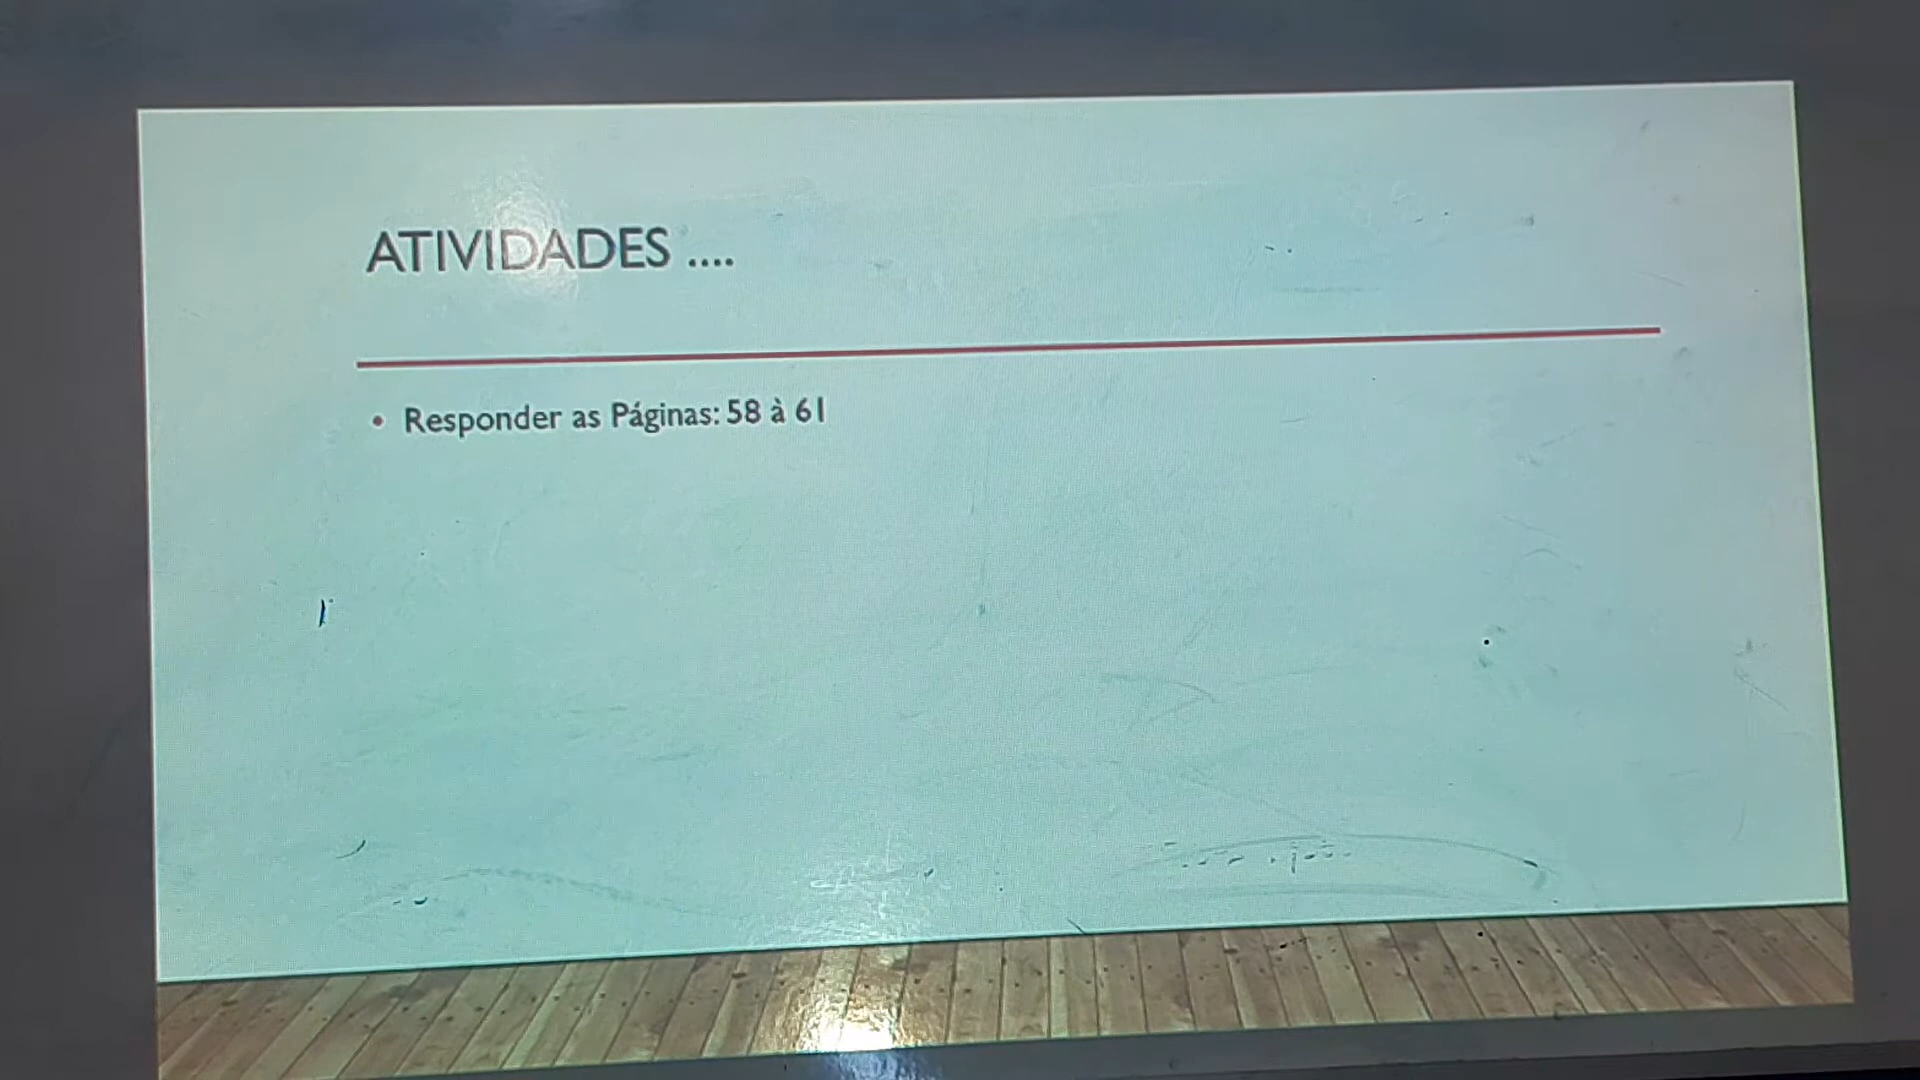 ATIVIDADES ....
• Responder as Páginas: 58 à 61